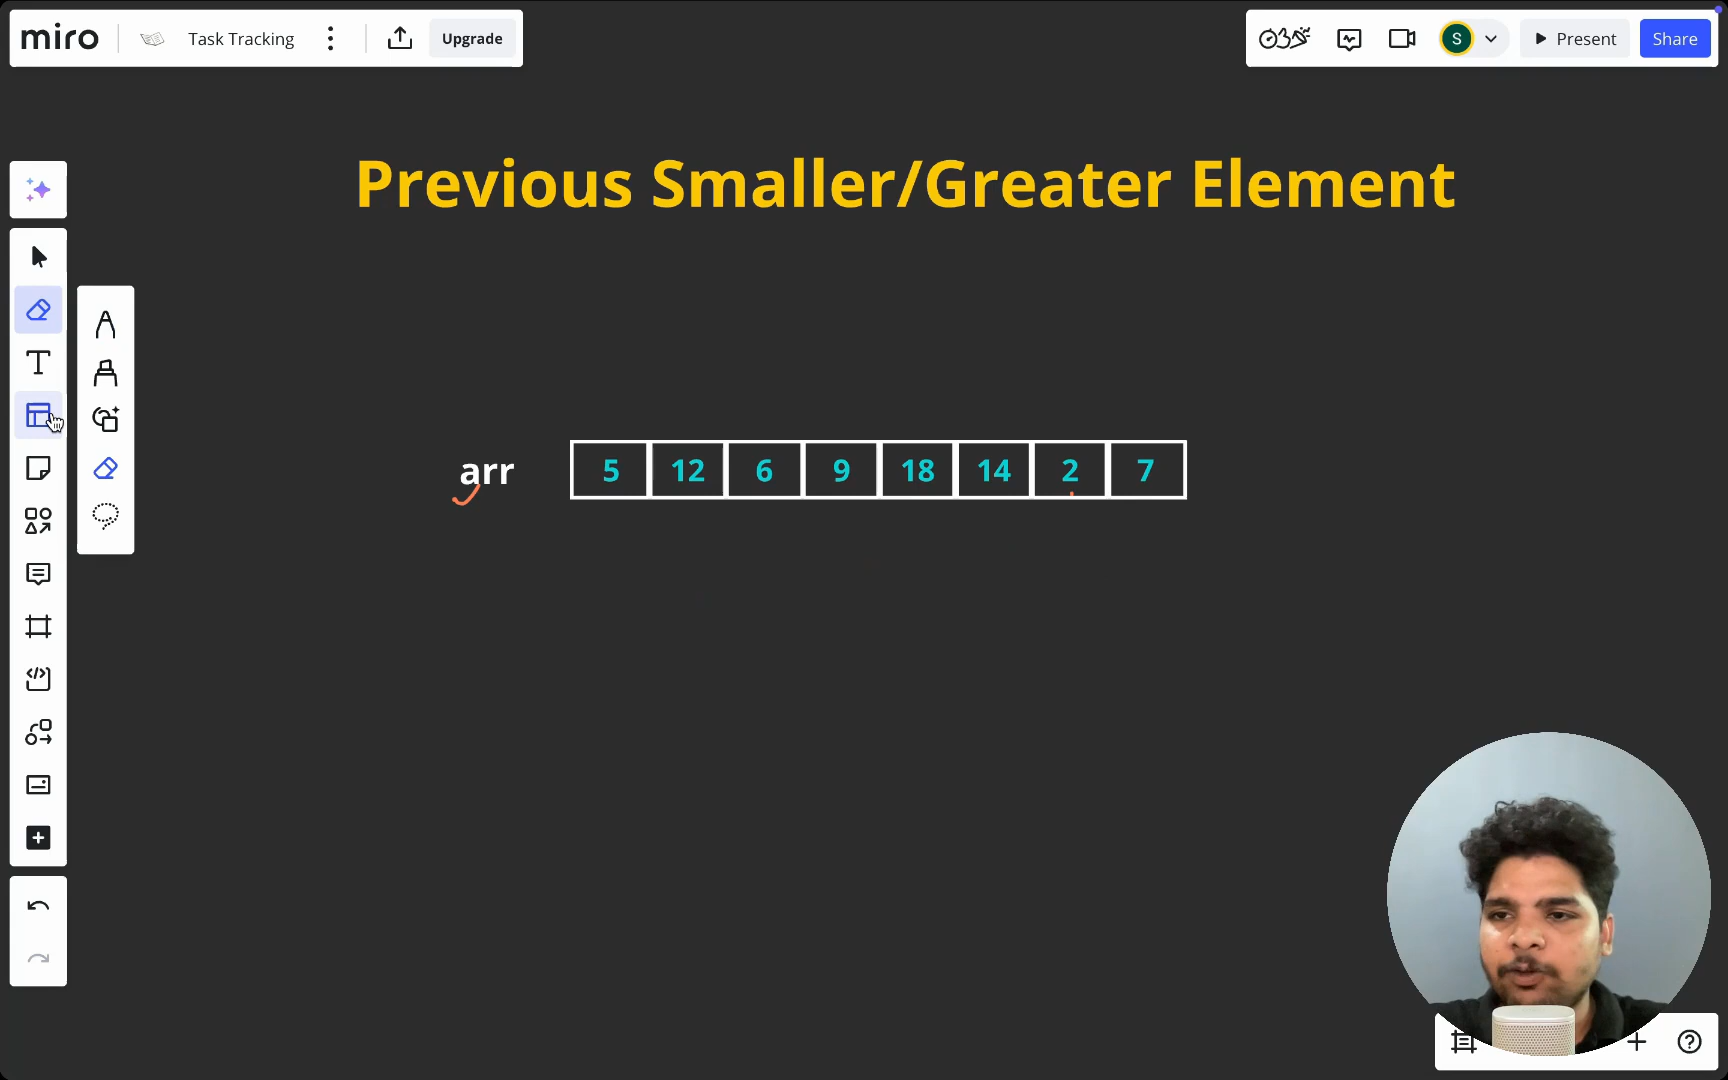 miro
Task Tracking
Upgrade
S
Present
Share
Previous Smaller/Greater Element
arr 5 12 6 9 18 14 2 7